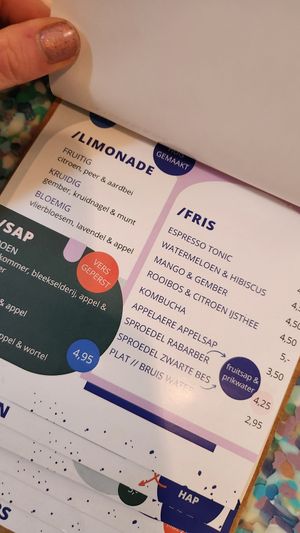 /LIMONADE
GEMAAKT
FRUITIG
citroen, peer & aardbei
KRUIDIG
gember, kruidnagel & munt
BLOEMIG
vlierbloesem, lavendel & appel
/SAP
VERS
GEPERST
kommer, bleekselderij, appel &
& appel
appel & wortel
4,95
/FRIS
ESPRESSO TONIC
WATERMELOEN & HIBISCUS
MANGO & GEMBER
ROOIBOS & CITROEN IJSTHEE
KOMBUCHA
APPELAERE APPELSAP
SPROEDEL RABARBER
SPROEDEL ZWARTE BES
PLAT // BRUIS WATER
fruitsap &
prikwater
4,50
4,50
5,-
3,50
4,25
2,95
HAP